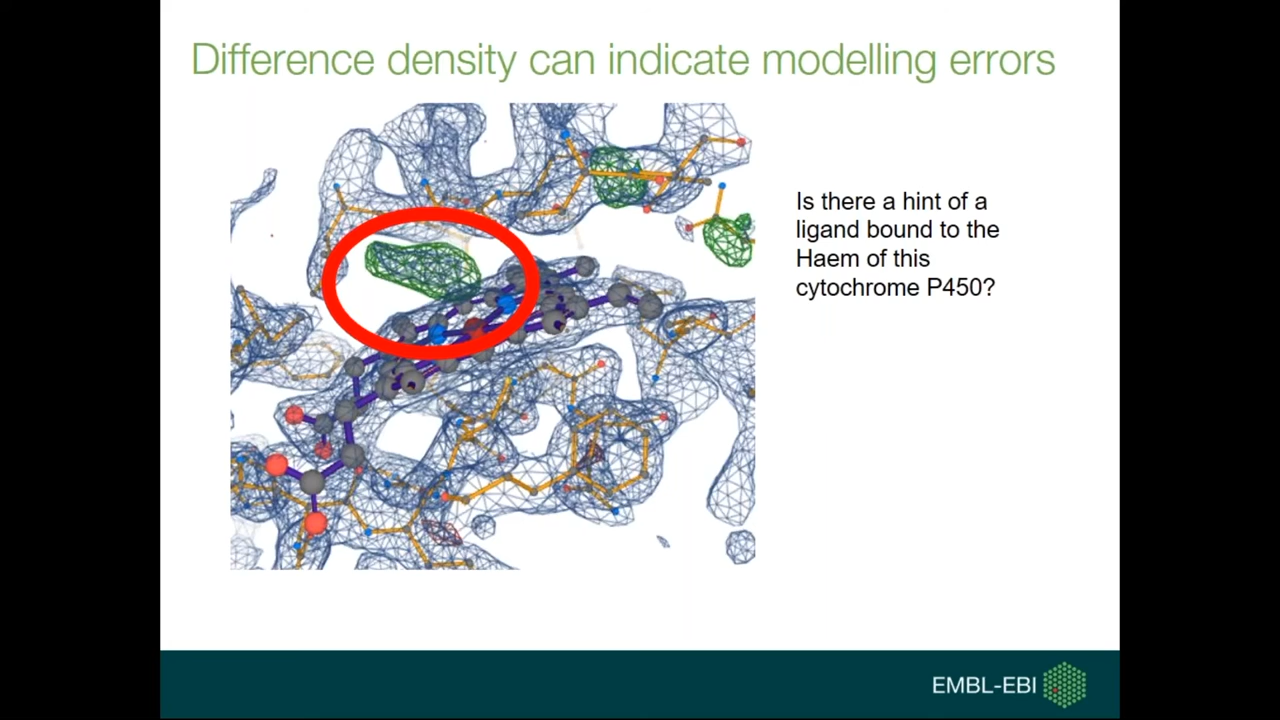 Difference density can indicate modelling errors
Is there a hint of a
ligand bound to the
Haem of this
cytochrome P450?
EMBL-EBI